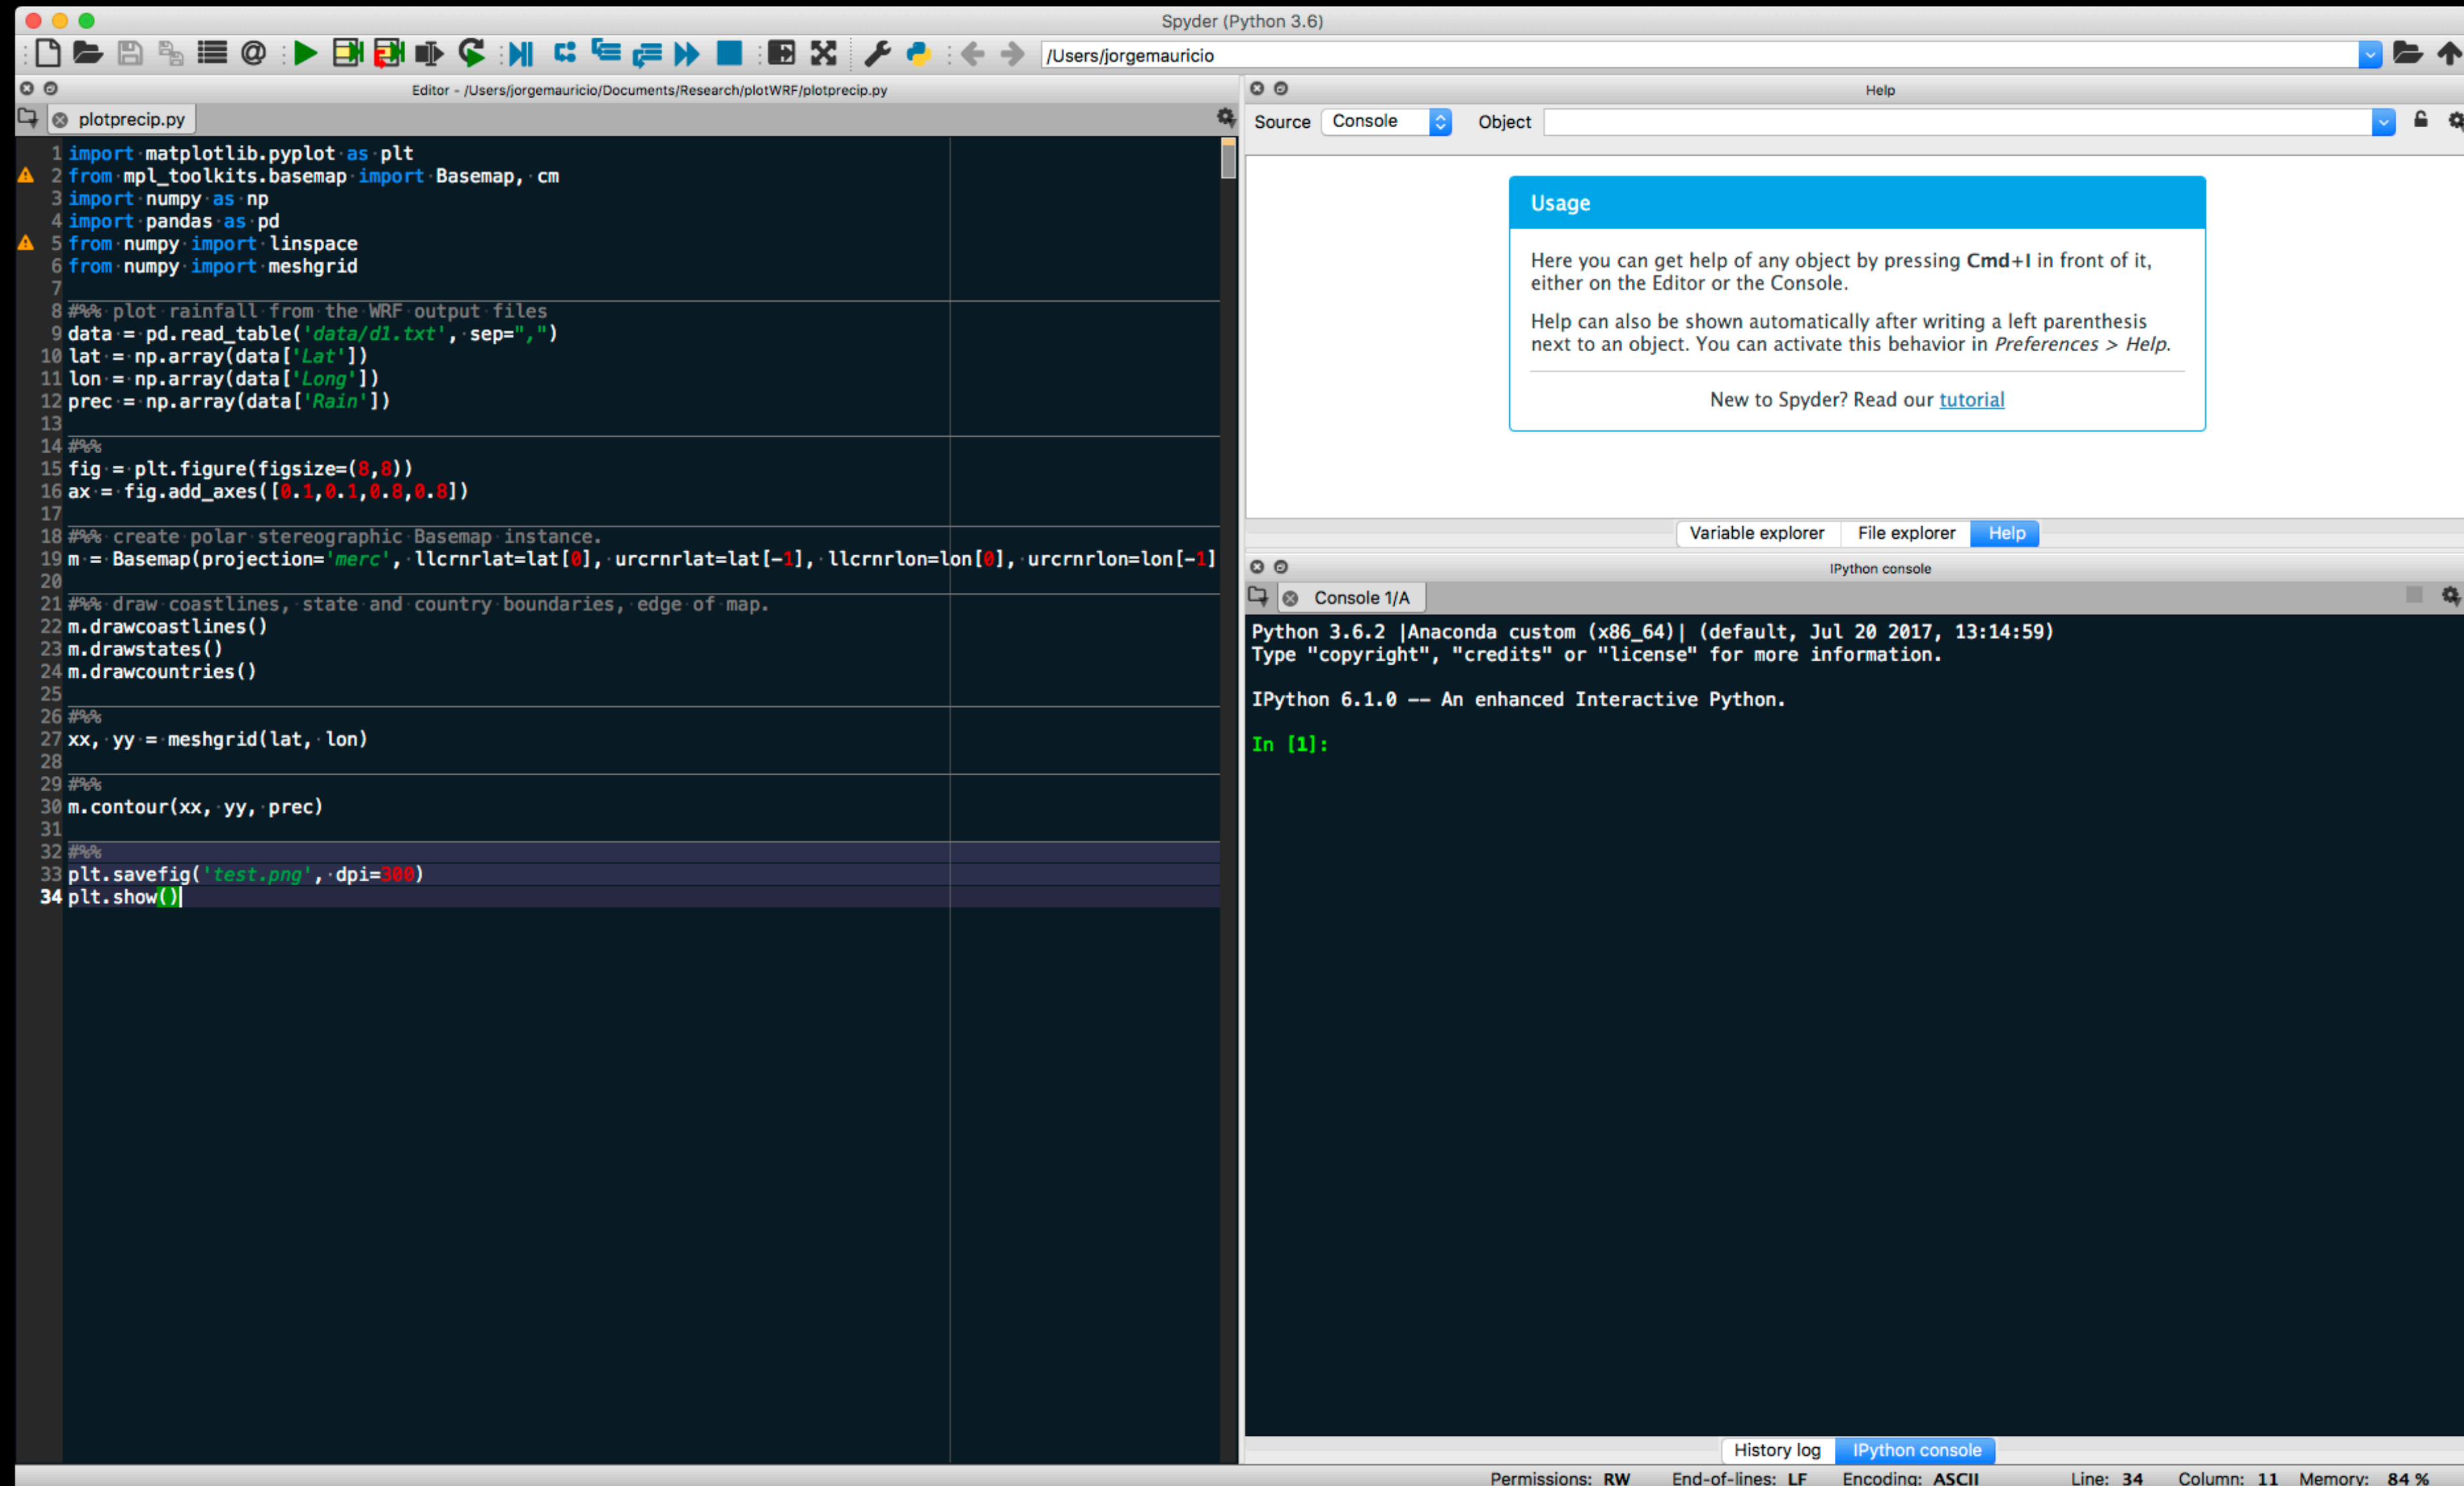 Spyder (Python 3.6)
/Users/jorgemauricio
Editor - /Users/jorgemauricio/Documents/Research/plotWRF/plotprecip.py
plotprecip.py
1 import matplotlib.pyplot as plt
2 from mpl_toolkits.basemap import Basemap, cm
3 import numpy as np
4 import pandas as pd
5 from numpy import linspace
6 from numpy import meshgrid
7
8 #%% plot rainfall from the WRF output files
9 data = pd.read_table('data/d1.txt', sep=",")
10 lat = np.array(data['Lat'])
11 lon = np.array(data['Long'])
12 prec = np.array(data['Rain'])
13
14 #%%
15 fig = plt.figure(figsize=(8,8))
16 ax = fig.add_axes([0.1,0.1,0.8,0.8])
17
18 #%% create polar stereographic Basemap instance.
19 m = Basemap(projection='merc', llcrnrlat=lat[0], urcrnrlat=lat[-1], llcrnrlon=lon[0], urcrnrlon=lon[-1]
20
21 #%% draw coastlines, state and country boundaries, edge of map.
22 m.drawcoastlines()
23 m.drawstates()
24 m.drawcountries()
25
26 #%%
27 xx, yy = meshgrid(lat, lon)
28
29 #%%
30 m.contour(xx, yy, prec)
31
32 #%%
33 plt.savefig('test.png', dpi=300)
34 plt.show()
Help
Source Console Object
Usage
Here you can get help of any object by pressing Cmd+I in front of it,
either on the Editor or the Console.
Help can also be shown automatically after writing a left parenthesis
next to an object. You can activate this behavior in Preferences > Help.
New to Spyder? Read our tutorial
Variable explorer File explorer Help
IPython console
Console 1/A
Python 3.6.2 |Anaconda custom (x86_64)| (default, Jul 20 2017, 13:14:59)
Type "copyright", "credits" or "license" for more information.
IPython 6.1.0 -- An enhanced Interactive Python.
In [1]:
History log IPython console
Permissions: RW End-of-lines: LF Encoding: ASCII Line: 34 Column: 11 Memory: 84 %